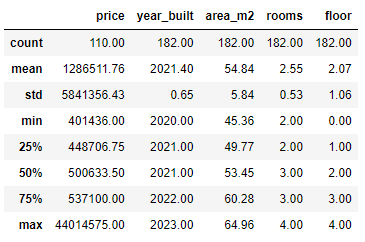 price year_built area_m2 rooms floor
count 110.00 182.00 182.00 182.00 182.00
mean 1286511.76 2021.40 54.84 2.55 2.07
std 5841356.43 0.65 5.84 0.53 1.06
min 401436.00 2020.00 45.36 2.00 0.00
25% 448706.75 2021.00 49.77 2.00 1.00
50% 500633.50 2021.00 53.45 3.00 2.00
75% 537100.00 2022.00 60.28 3.00 3.00
max 44014575.00 2023.00 64.96 4.00 4.00